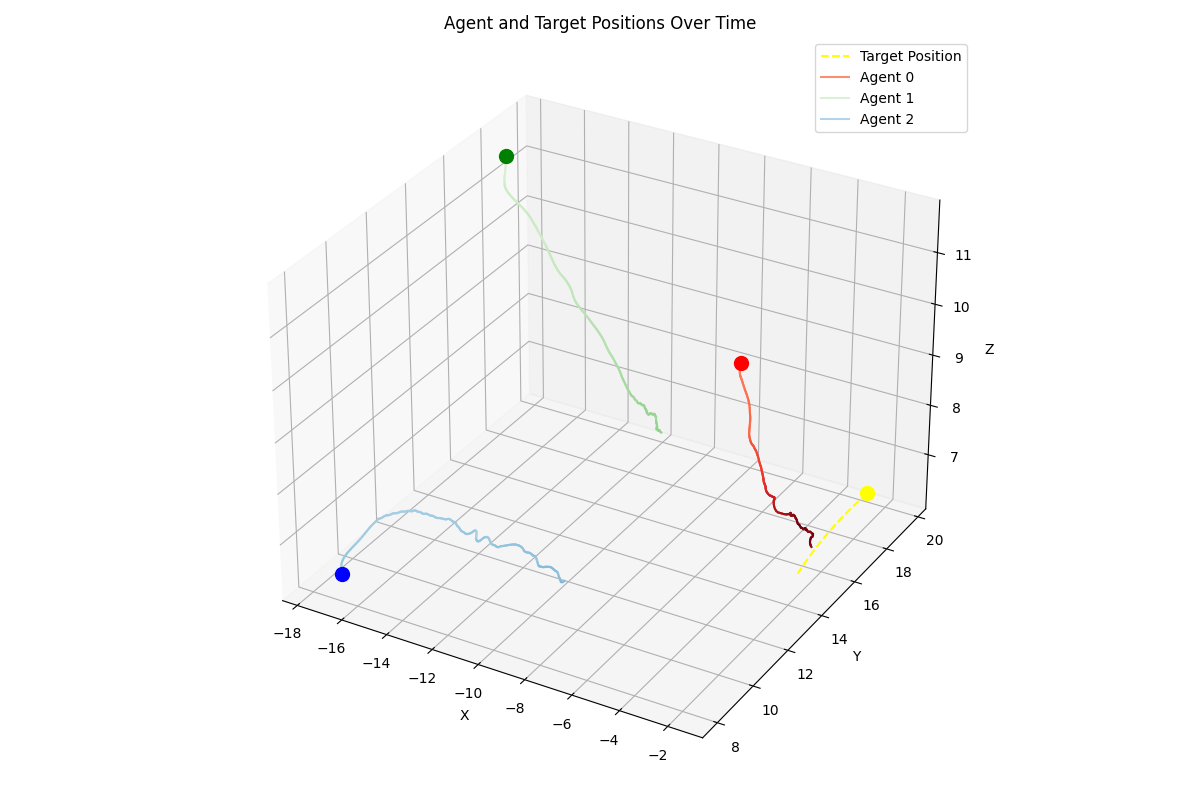 Agent and Target Positions Over Time
Target Position
Agent 0
Agent 1
Agent 2
11
10
9
8
7
Z
20
18
16
14
12
10
8
Y
−18
−16
−14
−12
−10
−8
−6
−4
−2
X